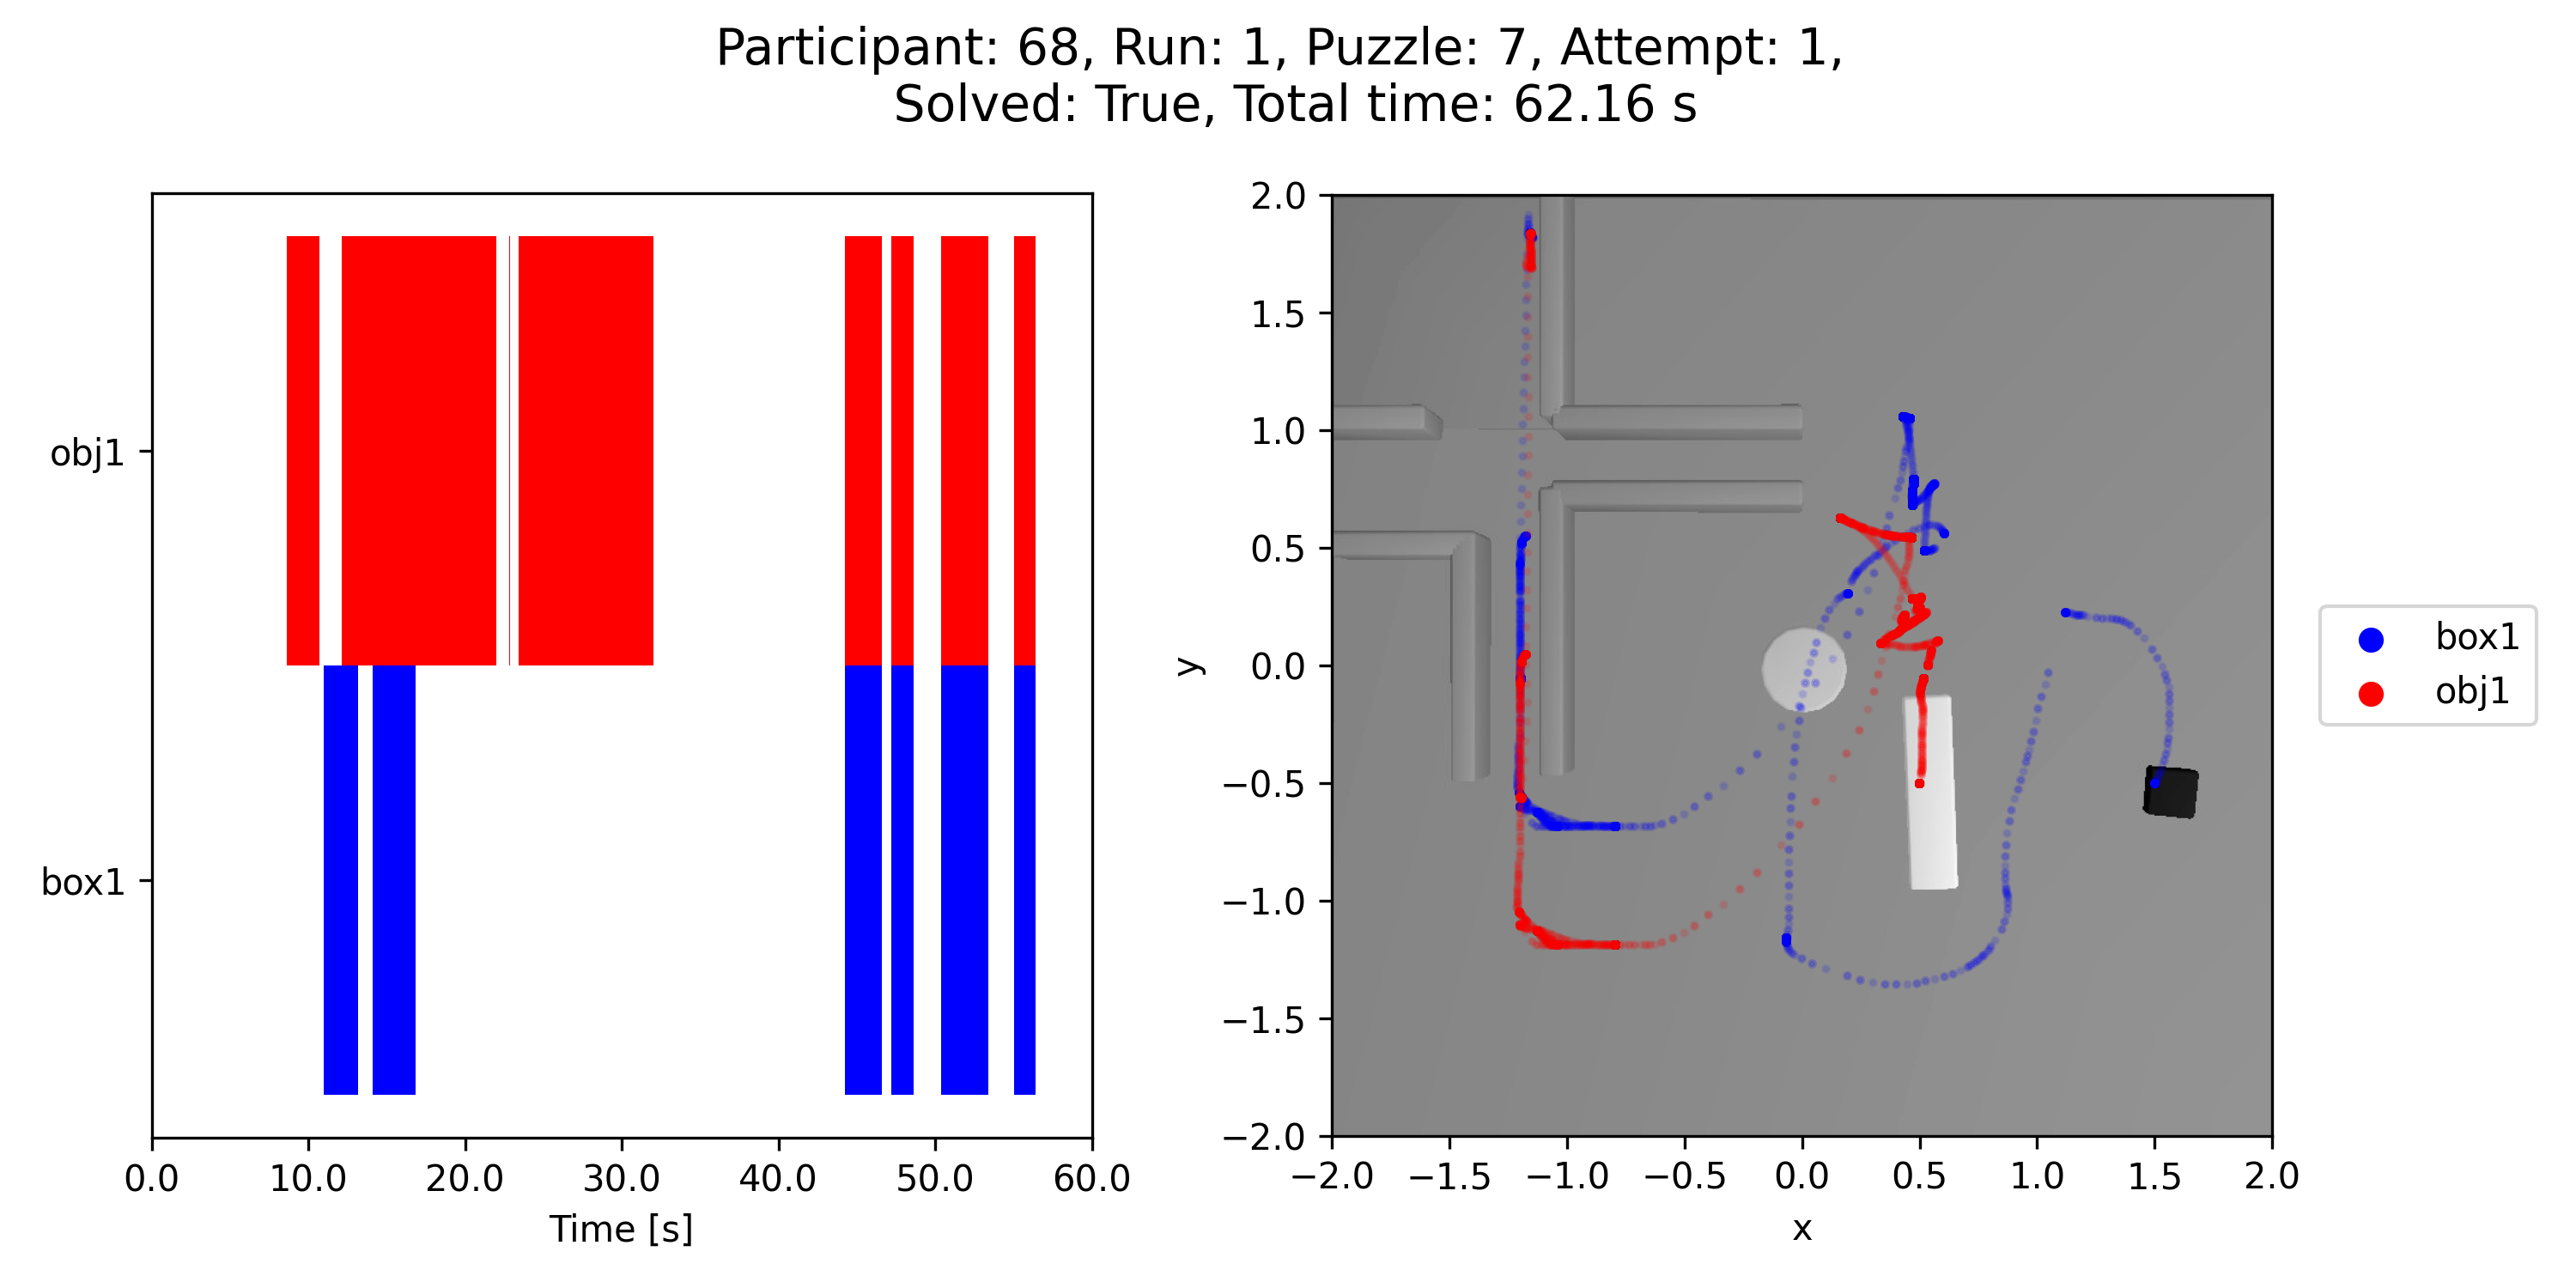 Participant: 68, Run: 1, Puzzle: 7, Attempt: 1,
Solved: True, Total time: 62.16 s
obj1
box1
0.0 10.0 20.0 30.0 40.0 50.0 60.0
Time [s]
2.0
1.5
1.0
0.5
0.0
−0.5
−1.0
−1.5
−2.0
y
−2.0 −1.5 −1.0 −0.5 0.0 0.5 1.0 1.5 2.0
x
box1
obj1